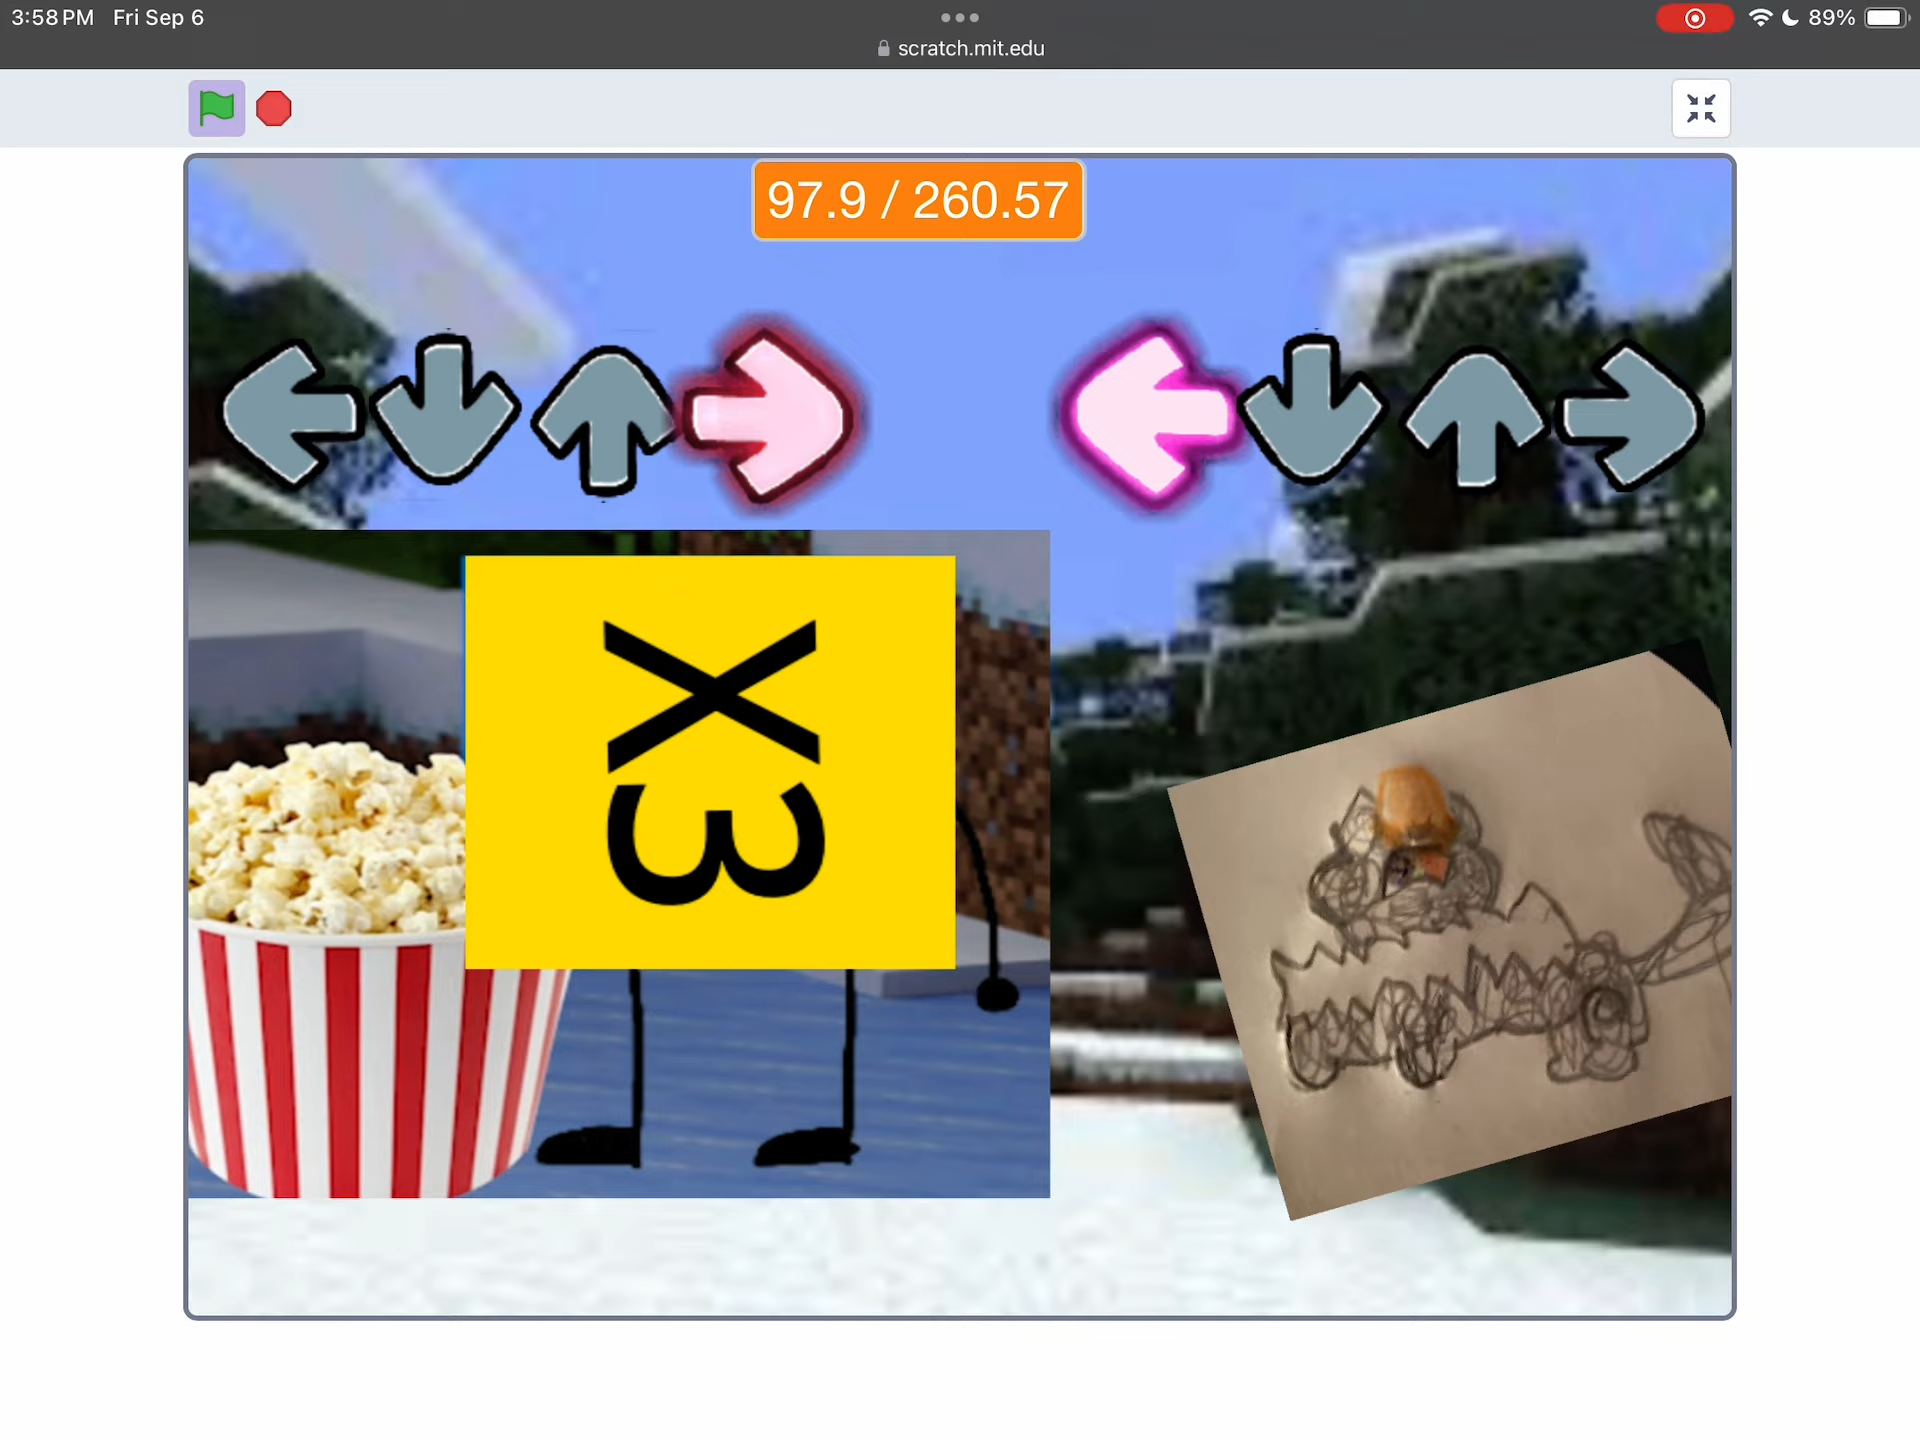 3:58 PM Fri Sep 6
89%
scratch.mit.edu
97.9 / 260.57
X3